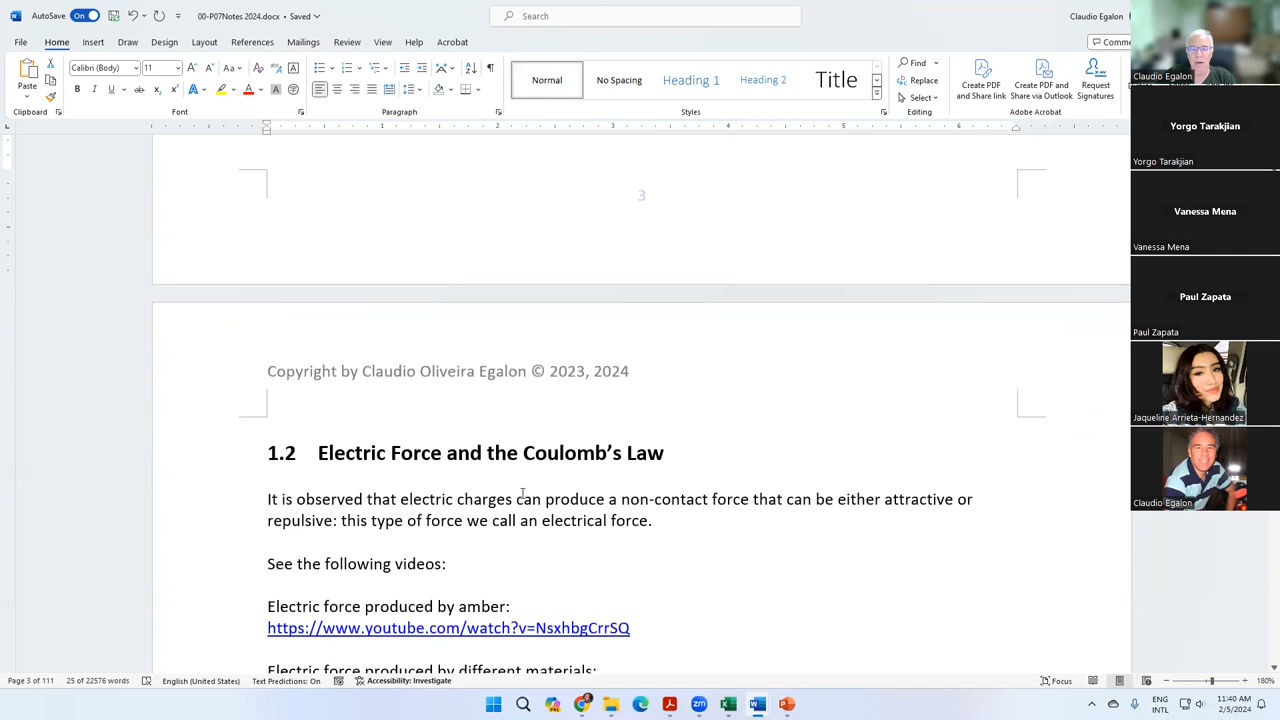 AutoSave On 00-P07Notes 2024.docx • Saved Search Claudio Egalon
File Home Insert Draw Design Layout References Mailings Review View Help Acrobat
Paste Calibri (Body) 11 Normal No Spacing Heading 1 Heading 2 Title Find Replace Select Create PDF and Share link Create PDF and Share via Outlook Request Signatures
Clipboard Font Paragraph Styles Editing Adobe Acrobat
3
Copyright by Claudio Oliveira Egalon © 2023, 2024
1.2 Electric Force and the Coulomb’s Law
It is observed that electric charges can produce a non-contact force that can be either attractive or
repulsive: this type of force we call an electrical force.
See the following videos:
Electric force produced by amber:
https://www.youtube.com/watch?v=NsxhbgCrrSQ
Electric force produced by different materials:
Page 3 of 111 25 of 22576 words English (United States) Text Predictions: On Accessibility: Investigate Focus 180%
ENG
INTL
11:40 AM
2/5/2024
Claudio Egalon
Yorgo Tarakjian
Yorgo Tarakjian
Vanessa Mena
Vanessa Mena
Paul Zapata
Paul Zapata
Jaqueline Arrieta-Hernandez
Claudio Egalon